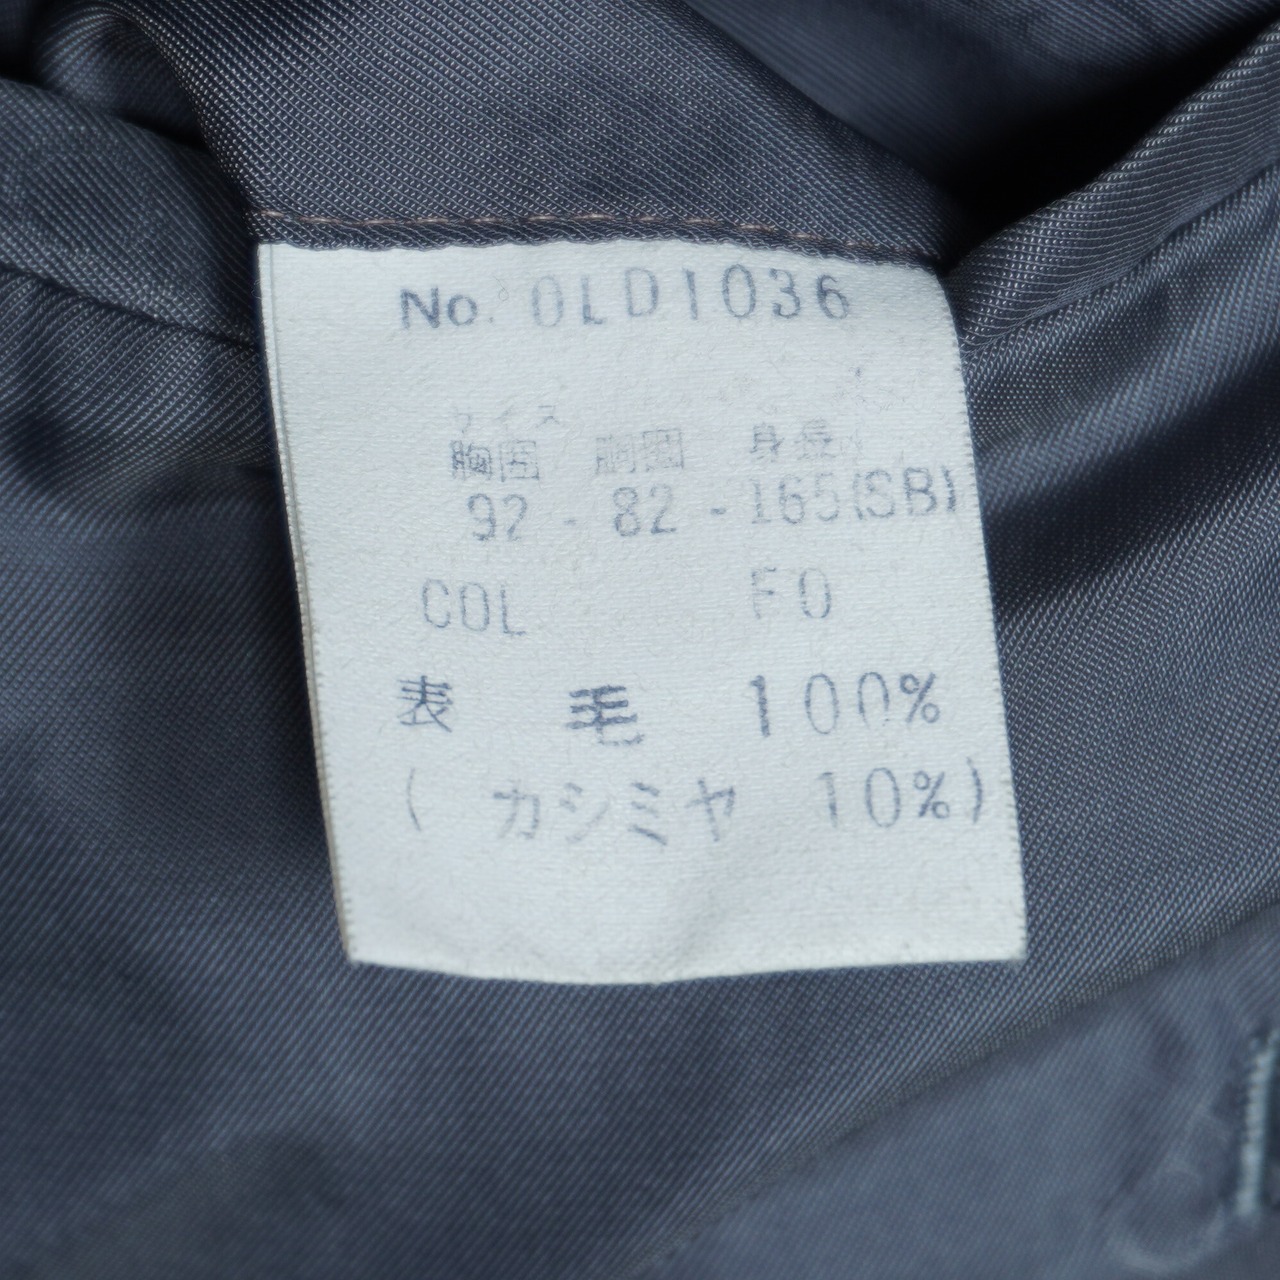 No. OLD1036
サイズ
胸囲 胴囲 身長
92 - 82 - 165(SB)
COL F0
表 毛 100%
( カシミヤ 10%)